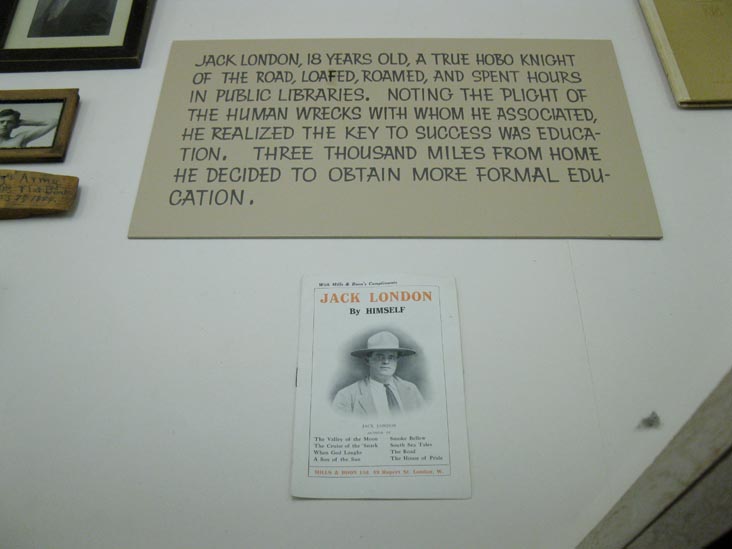 JACK LONDON, 18 YEARS OLD, A TRUE HOBO KNIGHT
OF THE ROAD, LOAFED, ROAMED, AND SPENT HOURS
IN PUBLIC LIBRARIES. NOTING THE PLIGHT OF
THE HUMAN WRECKS WITH WHOM HE ASSOCIATED,
HE REALIZED THE KEY TO SUCCESS WAS EDUCA-
TION. THREE THOUSAND MILES FROM HOME
HE DECIDED TO OBTAIN MORE FORMAL EDU-
CATION.
With Mills & Boon's Compliments
JACK LONDON
By HIMSELF
JACK LONDON
AUTHOR OF
The Valley of the Moon Smoke Bellew
The Cruise of the Snark South Sea Tales
When God Laughs The Road
A Son of the Sun The House of Pride
MILLS & BOON Ltd. 49 Rupert St. London, W.